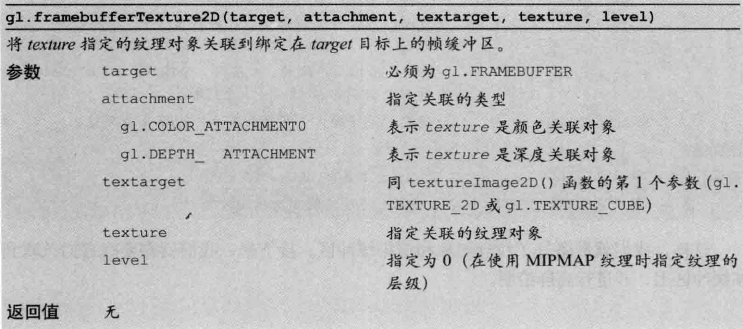 gl.framebufferTexture2D(target, attachment, textarget, texture, level)
将 texture 指定的纹理对象关联到绑定在 target 目标上的帧缓冲区。
参数 target 必须为 gl.FRAMEBUFFER
attachment 指定关联的类型
gl.COLOR_ATTACHMENT0 表示 texture 是颜色关联对象
gl.DEPTH_ ATTACHMENT 表示 texture 是深度关联对象
textarget 同 textureImage2D() 函数的第 1 个参数 (gl.
TEXTURE_2D 或 gl.TEXTURE_CUBE)
texture 指定关联的纹理对象
level 指定为 0 (在使用 MIPMAP 纹理时指定纹理的
层级)
返回值 无